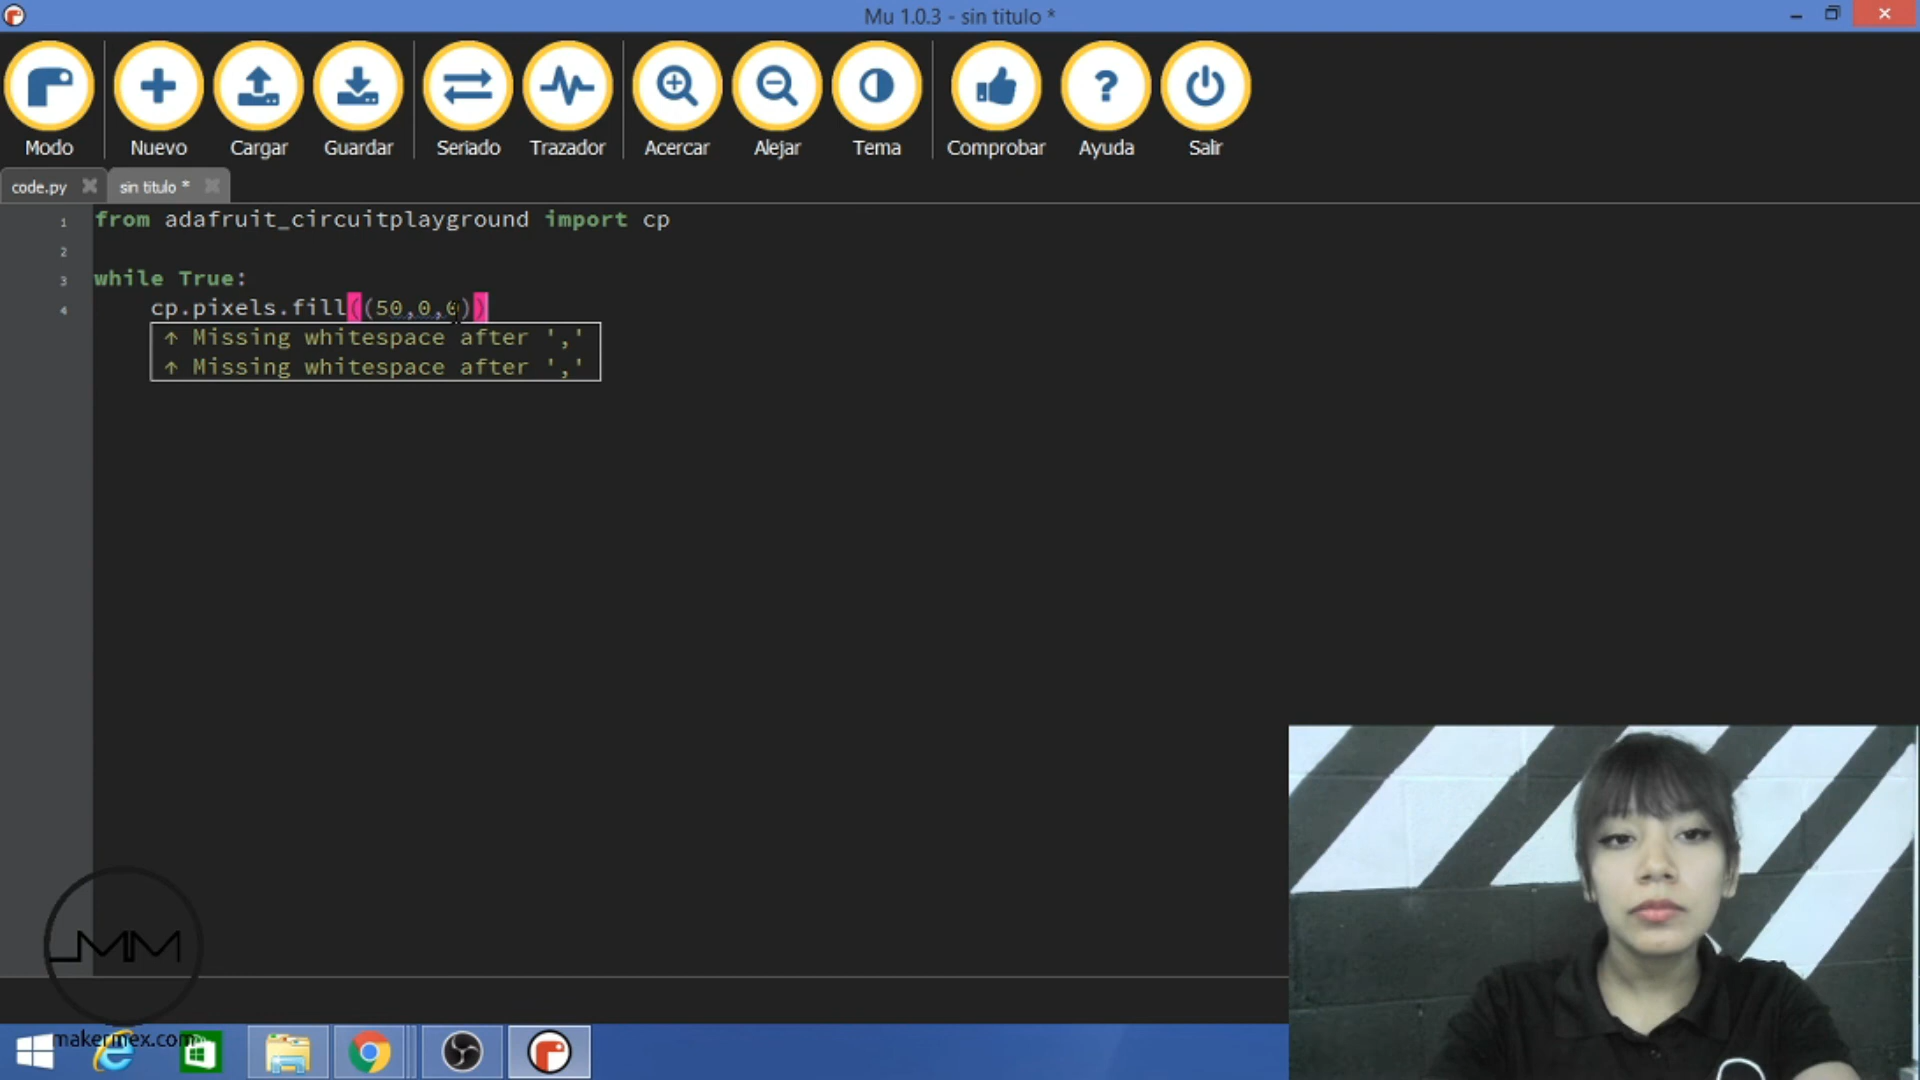 Mu 1.0.3 - sin titulo *
Modo
Nuevo
Cargar
Guardar
Seriado
Trazador
Acercar
Alejar
Tema
Comprobar
Ayuda
Salir
code.py
sin titulo *
1 from adafruit_circuitplayground import cp
2
3 while True:
4 cp.pixels.fill((50,0,0))
↑ Missing whitespace after ','
↑ Missing whitespace after ','
MM
makermex.com